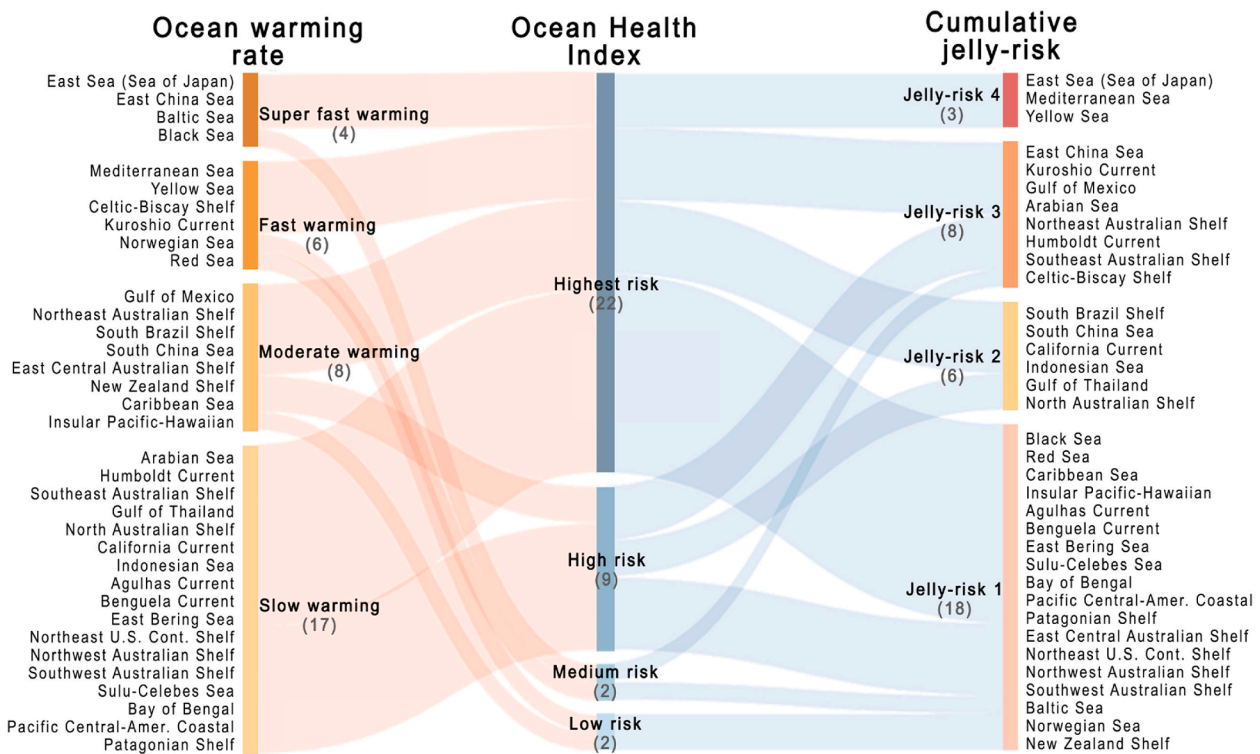 Ocean warming
rate
East Sea (Sea of Japan)
East China Sea
Baltic Sea
Black Sea
Super fast warming
(4)
Mediterranean Sea
Yellow Sea
Celtic-Biscay Shelf
Kuroshio Current
Norwegian Sea
Red Sea
Fast warming
(6)
Gulf of Mexico
Northeast Australian Shelf
South Brazil Shelf
South China Sea
East Central Australian Shelf
New Zealand Shelf
Caribbean Sea
Insular Pacific-Hawaiian
Moderate warming
(8)
Arabian Sea
Humboldt Current
Southeast Australian Shelf
Gulf of Thailand
North Australian Shelf
California Current
Indonesian Sea
Agulhas Current
Benguela Current
East Bering Sea
Northeast U.S. Cont. Shelf
Northwest Australian Shelf
Southwest Australian Shelf
Sulu-Celebes Sea
Bay of Bengal
Pacific Central-Amer. Coastal
Patagonian Shelf
Slow warming
(17)
Ocean Health
Index
Highest risk
(22)
High risk
(9)
Medium risk
(2)
Low risk
(2)
Cumulative
jelly-risk
Jelly-risk 4
(3)
East Sea (Sea of Japan)
Mediterranean Sea
Yellow Sea
Jelly-risk 3
(8)
East China Sea
Kuroshio Current
Gulf of Mexico
Arabian Sea
Northeast Australian Shelf
Humboldt Current
Southeast Australian Shelf
Celtic-Biscay Shelf
Jelly-risk 2
(6)
South Brazil Shelf
South China Sea
California Current
Indonesian Sea
Gulf of Thailand
North Australian Shelf
Jelly-risk 1
(18)
Black Sea
Red Sea
Caribbean Sea
Insular Pacific-Hawaiian
Agulhas Current
Benguela Current
East Bering Sea
Sulu-Celebes Sea
Bay of Bengal
Pacific Central-Amer. Coastal
Patagonian Shelf
East Central Australian Shelf
Northeast U.S. Cont. Shelf
Northwest Australian Shelf
Southwest Australian Shelf
Baltic Sea
Norwegian Sea
New Zealand Shelf